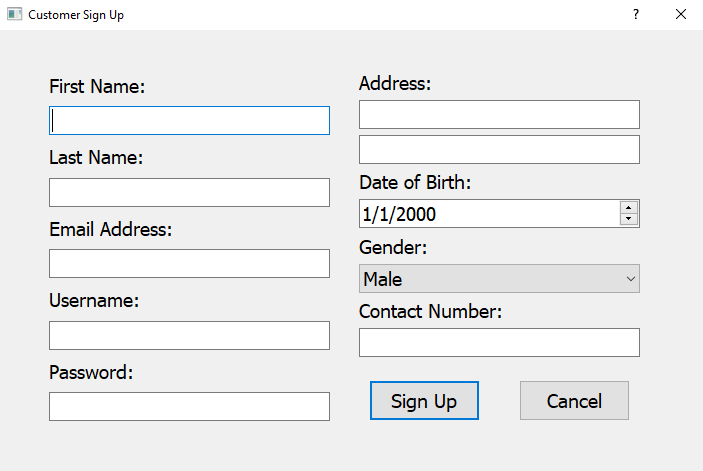 Customer Sign Up
First Name:
Last Name:
Email Address:
Username:
Password:
Address:
Date of Birth:
1/1/2000
Gender:
Male
Contact Number:
Sign Up
Cancel